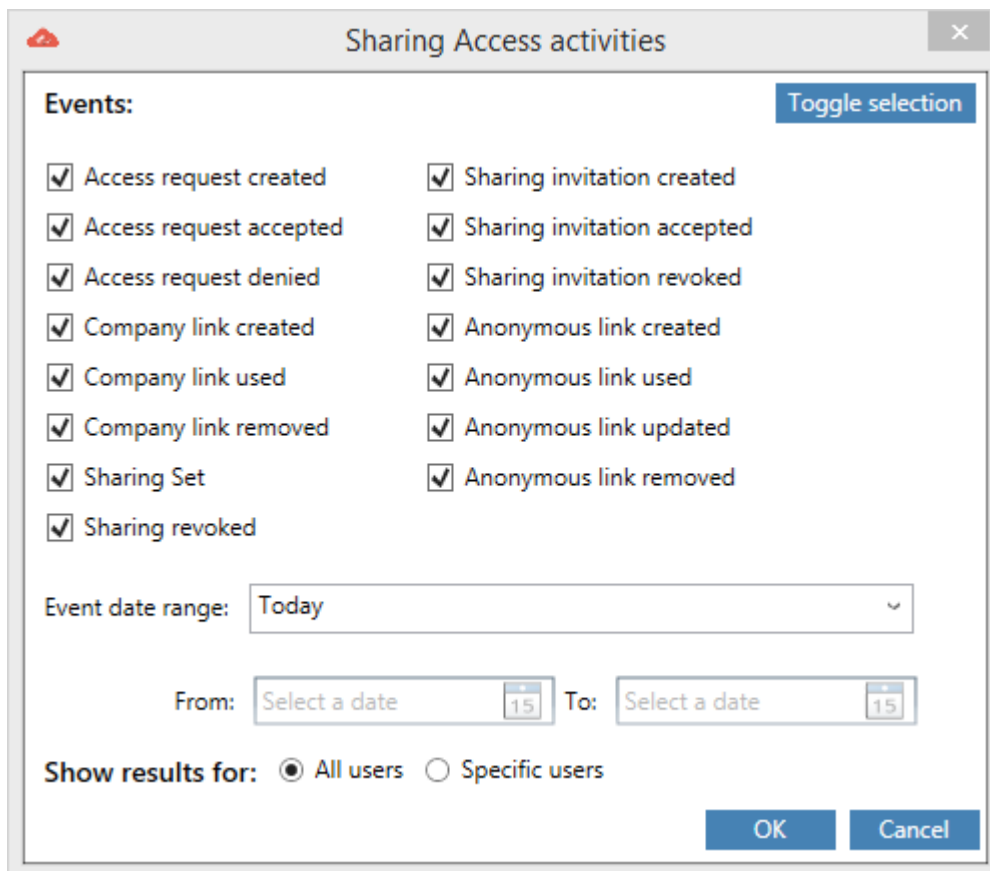 Sharing Access activities
Events:
Toggle selection
Access request created
Sharing invitation created
Access request accepted
Sharing invitation accepted
Access request denied
Sharing invitation revoked
Company link created
Anonymous link created
Company link used
Anonymous link used
Company link removed
Anonymous link updated
Sharing Set
Anonymous link removed
Sharing revoked
Event date range: Today
From: Select a date 15 To: Select a date 15
Show results for: All users Specific users
OK Cancel